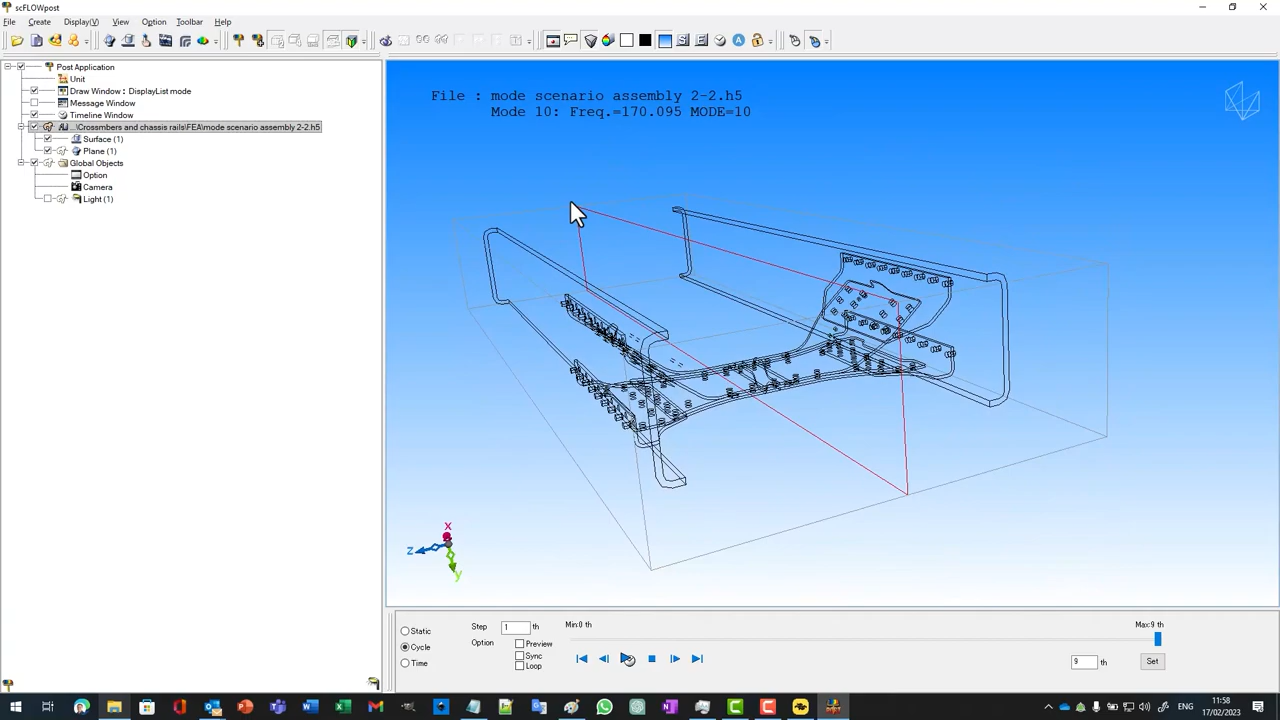 scFLOWpost
File Create Display(V) View Option Toolbar Help
Post Application
Unit
Draw Window : DisplayList mode
Message Window
Timeline Window
...\Crossmbers and chassis rails\FEA\mode scenario assembly 2-2.h5
Surface (1)
Plane (1)
Global Objects
Option
Camera
Light (1)
File : mode scenario assembly 2-2.h5
Mode 10: Freq.=170.095 MODE=10
x
z
y
Static
Cycle
Time
Step 1 th
Option Preview
Sync
Loop
Min:0 th
Max:9 th
9 th
Set
11:58
ENG
17/02/2023